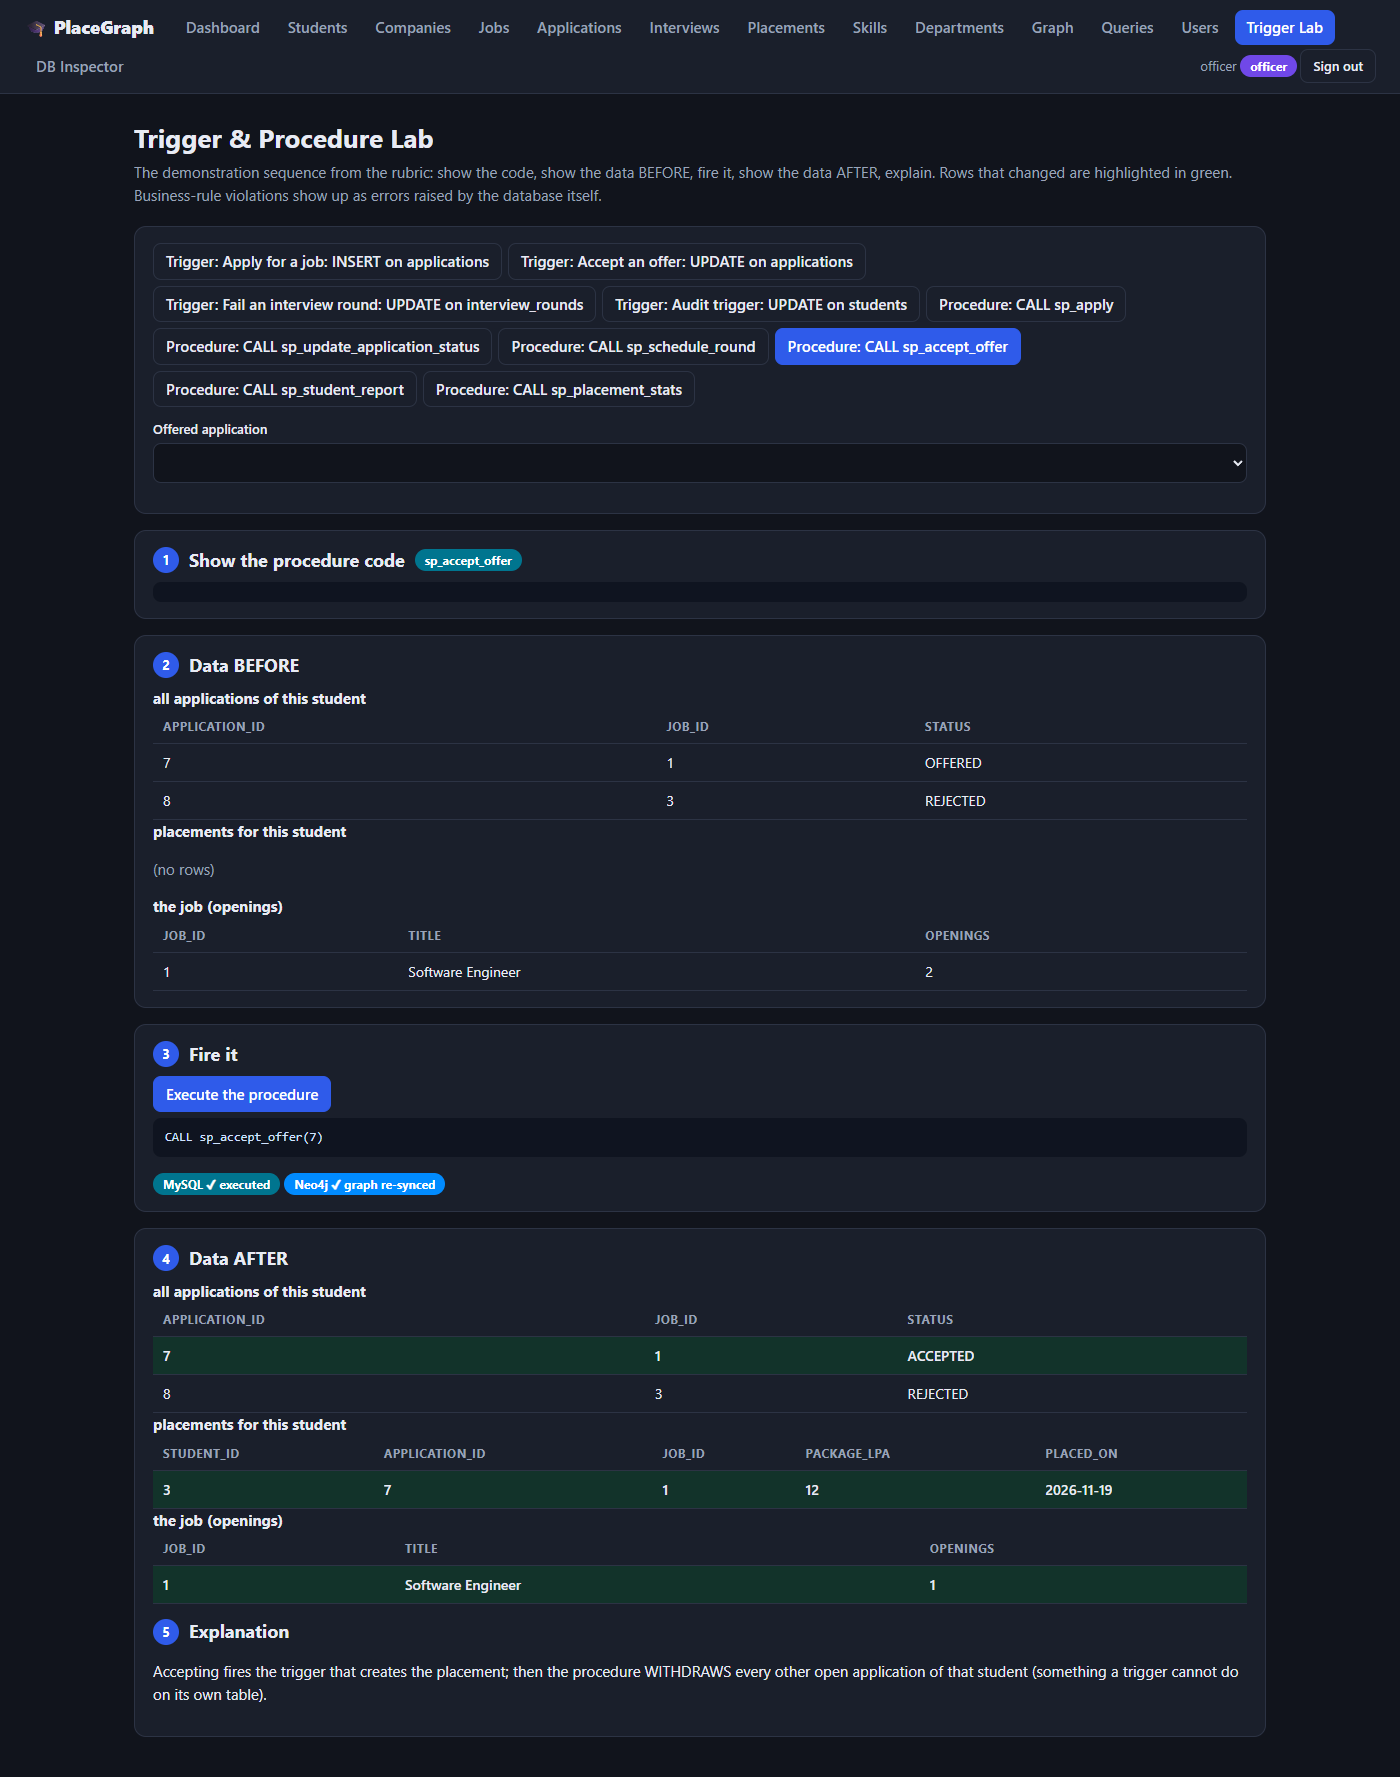 PlaceGraph Dashboard Students Companies Jobs Applications Interviews Placements Skills Departments Graph Queries Users Trigger Lab
DB Inspector officer officer Sign out
Trigger & Procedure Lab
The demonstration sequence from the rubric: show the code, show the data BEFORE, fire it, show the data AFTER, explain. Rows that changed are highlighted in green.
Business-rule violations show up as errors raised by the database itself.
Trigger: Apply for a job: INSERT on applications Trigger: Accept an offer: UPDATE on applications
Trigger: Fail an interview round: UPDATE on interview_rounds Trigger: Audit trigger: UPDATE on students Procedure: CALL sp_apply
Procedure: CALL sp_update_application_status Procedure: CALL sp_schedule_round Procedure: CALL sp_accept_offer
Procedure: CALL sp_student_report Procedure: CALL sp_placement_stats
Offered application
1 Show the procedure code sp_accept_offer
2 Data BEFORE
all applications of this student
APPLICATION_ID JOB_ID STATUS
7 1 OFFERED
8 3 REJECTED
placements for this student
(no rows)
the job (openings)
JOB_ID TITLE OPENINGS
1 Software Engineer 2
3 Fire it
Execute the procedure
CALL sp_accept_offer(7)
MySQL ✓ executed Neo4j ✓ graph re-synced
4 Data AFTER
all applications of this student
APPLICATION_ID JOB_ID STATUS
7 1 ACCEPTED
8 3 REJECTED
placements for this student
STUDENT_ID APPLICATION_ID JOB_ID PACKAGE_LPA PLACED_ON
3 7 1 12 2026-11-19
the job (openings)
JOB_ID TITLE OPENINGS
1 Software Engineer 1
5 Explanation
Accepting fires the trigger that creates the placement; then the procedure WITHDRAWS every other open application of that student (something a trigger cannot do
on its own table).